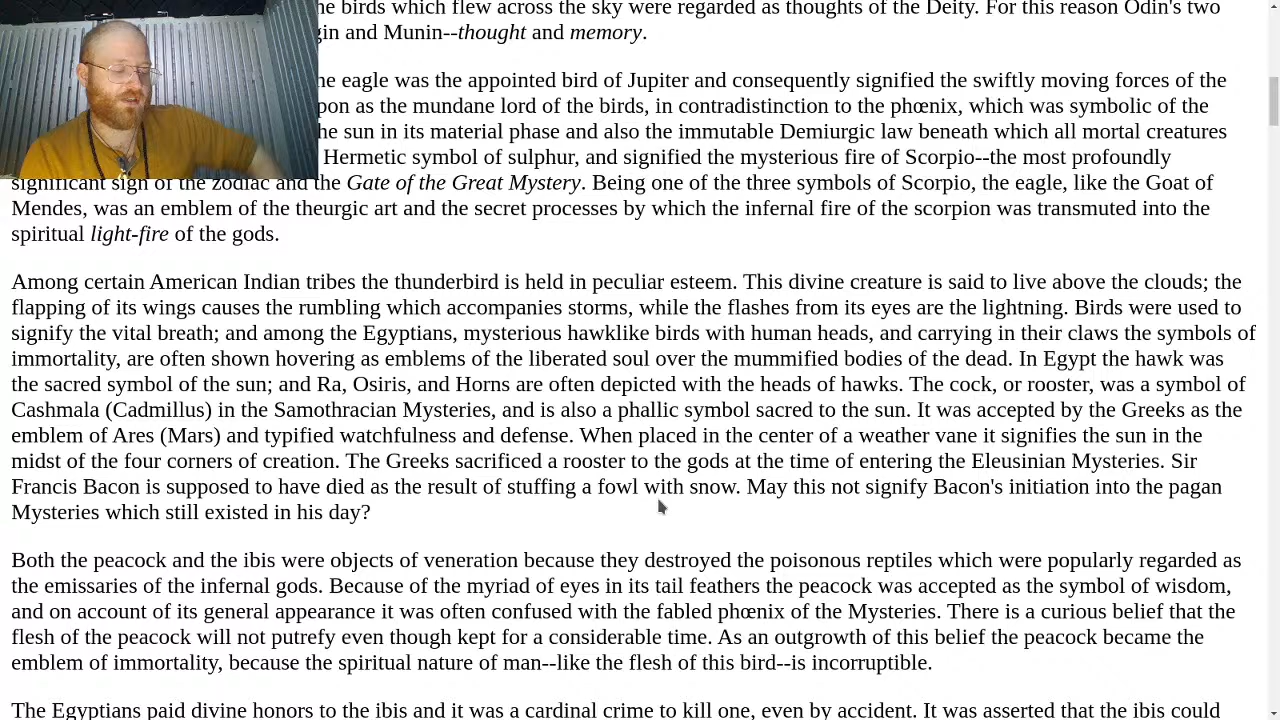 he birds which flew across the sky were regarded as thoughts of the Deity. For this reason Odin's two
gin and Munin--thought and memory.
he eagle was the appointed bird of Jupiter and consequently signified the swiftly moving forces of the
pon as the mundane lord of the birds, in contradistinction to the phœnix, which was symbolic of the
he sun in its material phase and also the immutable Demiurgic law beneath which all mortal creatures
Hermetic symbol of sulphur, and signified the mysterious fire of Scorpio--the most profoundly
significant sign of the zodiac and the Gate of the Great Mystery. Being one of the three symbols of Scorpio, the eagle, like the Goat of
Mendes, was an emblem of the theurgic art and the secret processes by which the infernal fire of the scorpion was transmuted into the
spiritual light-fire of the gods.
Among certain American Indian tribes the thunderbird is held in peculiar esteem. This divine creature is said to live above the clouds; the
flapping of its wings causes the rumbling which accompanies storms, while the flashes from its eyes are the lightning. Birds were used to
signify the vital breath; and among the Egyptians, mysterious hawklike birds with human heads, and carrying in their claws the symbols of
immortality, are often shown hovering as emblems of the liberated soul over the mummified bodies of the dead. In Egypt the hawk was
the sacred symbol of the sun; and Ra, Osiris, and Horns are often depicted with the heads of hawks. The cock, or rooster, was a symbol of
Cashmala (Cadmillus) in the Samothracian Mysteries, and is also a phallic symbol sacred to the sun. It was accepted by the Greeks as the
emblem of Ares (Mars) and typified watchfulness and defense. When placed in the center of a weather vane it signifies the sun in the
midst of the four corners of creation. The Greeks sacrificed a rooster to the gods at the time of entering the Eleusinian Mysteries. Sir
Francis Bacon is supposed to have died as the result of stuffing a fowl with snow. May this not signify Bacon's initiation into the pagan
Mysteries which still existed in his day?
Both the peacock and the ibis were objects of veneration because they destroyed the poisonous reptiles which were popularly regarded as
the emissaries of the infernal gods. Because of the myriad of eyes in its tail feathers the peacock was accepted as the symbol of wisdom,
and on account of its general appearance it was often confused with the fabled phœnix of the Mysteries. There is a curious belief that the
flesh of the peacock will not putrefy even though kept for a considerable time. As an outgrowth of this belief the peacock became the
emblem of immortality, because the spiritual nature of man--like the flesh of this bird--is incorruptible.
The Egyptians paid divine honors to the ibis and it was a cardinal crime to kill one, even by accident. It was asserted that the ibis could